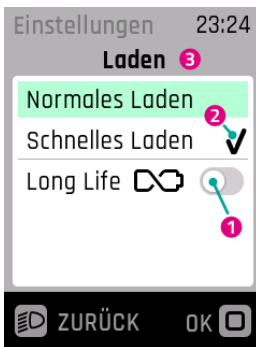 Einstellungen 23:24
Laden 3
Normales Laden
2
Schnelles Laden
Long Life
1
ZURÜCK OK